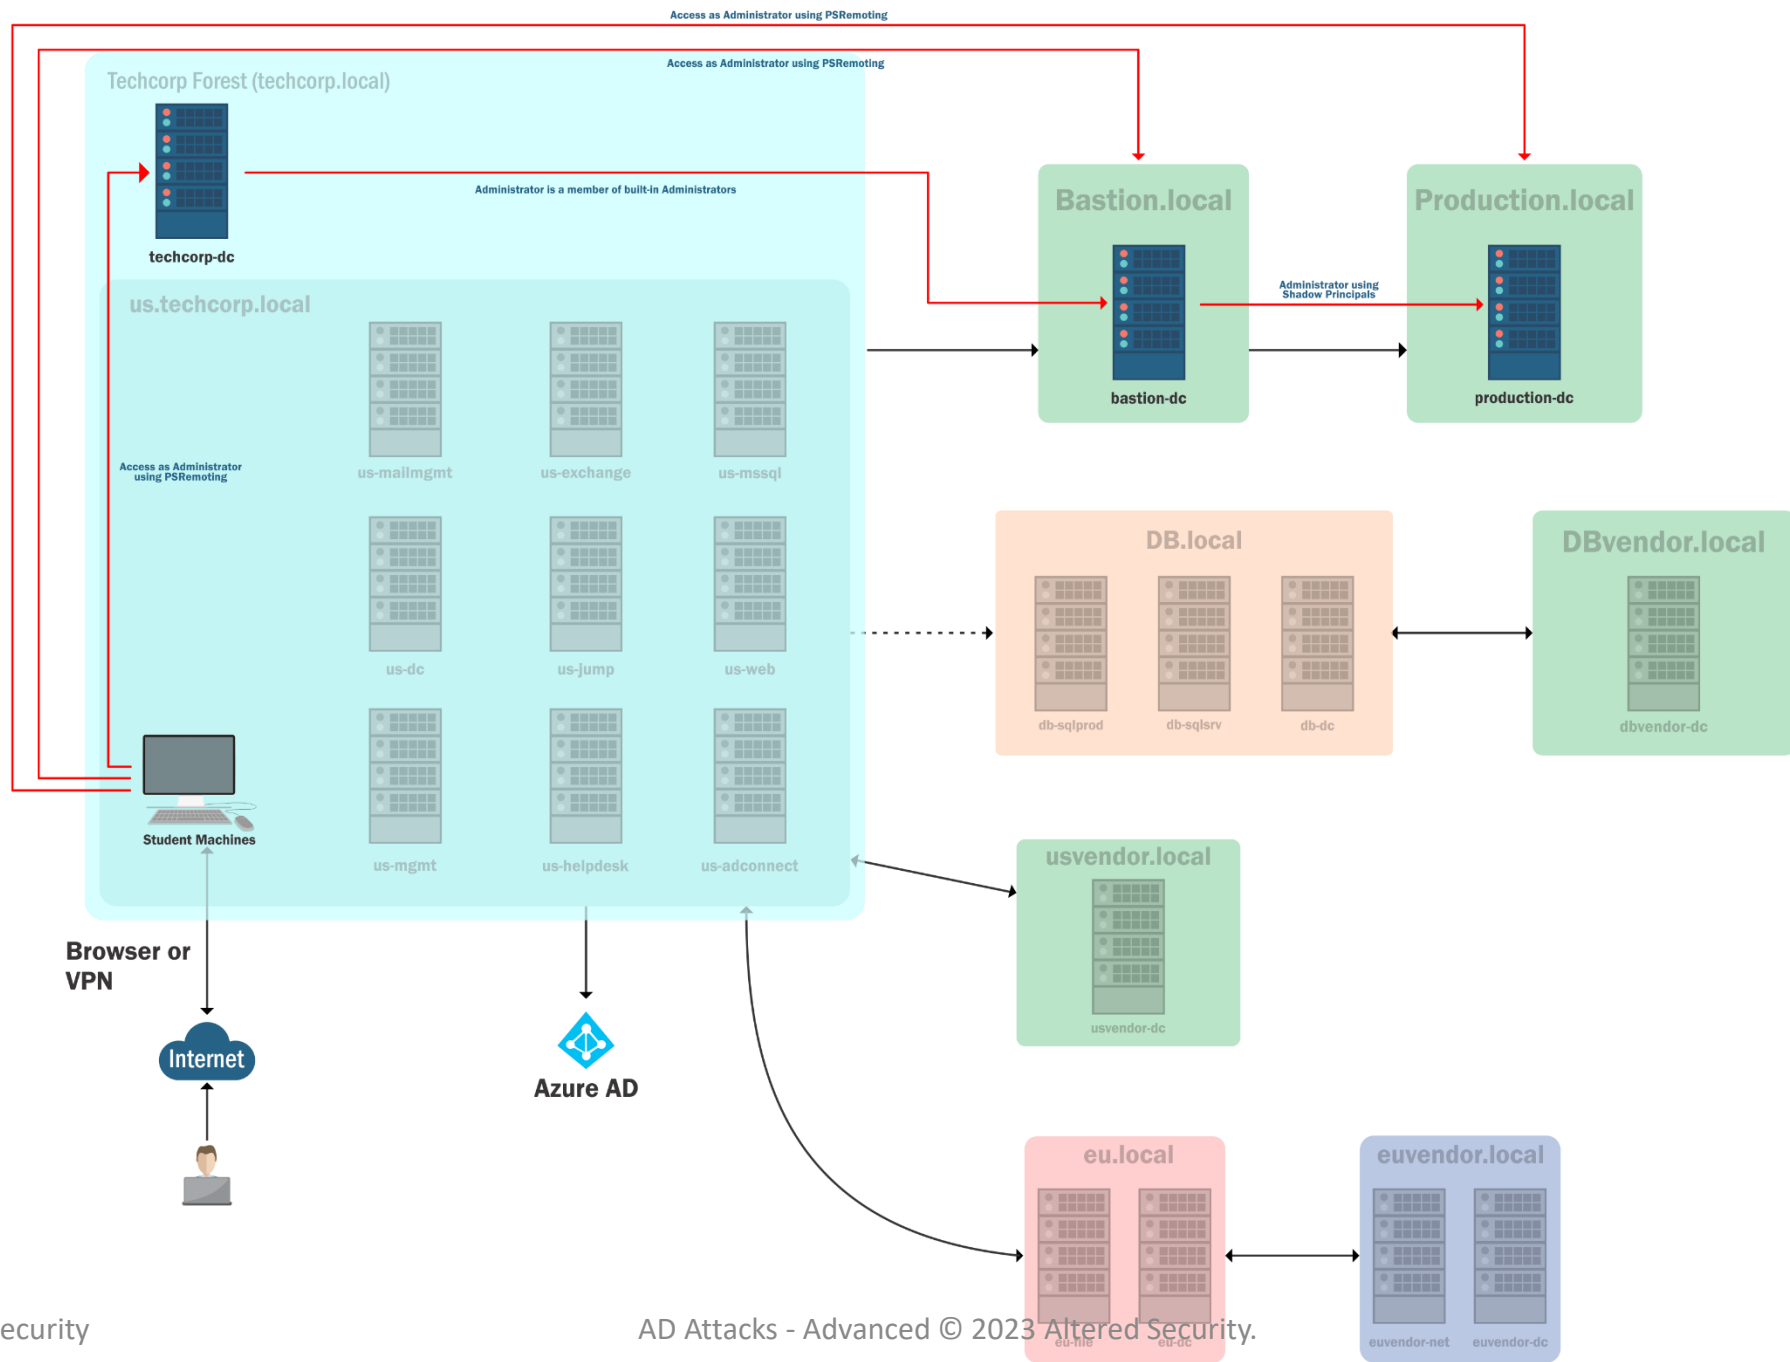 Access as Administrator using PSRemoting
Access as Administrator using PSRemoting
Techcorp Forest (techcorp.local)
techcorp-dc
Administrator is a member of built-in Administrators
Bastion.local
Production.local
Administrator using
Shadow Principals
bastion-dc
production-dc
us.techcorp.local
Access as Administrator
using PSRemoting
us-mailmgmt
us-exchange
us-mssql
us-dc
us-jump
us-web
us-mgmt
us-helpdesk
us-adconnect
Student Machines
DB.local
db-sqlprod
db-sqlsrv
db-dc
DBvendor.local
dbvendor-dc
usvendor.local
usvendor-dc
Browser or
VPN
Internet
Azure AD
eu.local
eu-file
eu-dc
euvendor.local
euvendor-net
euvendor-dc
ecurity
AD Attacks - Advanced © 2023 Altered Security.